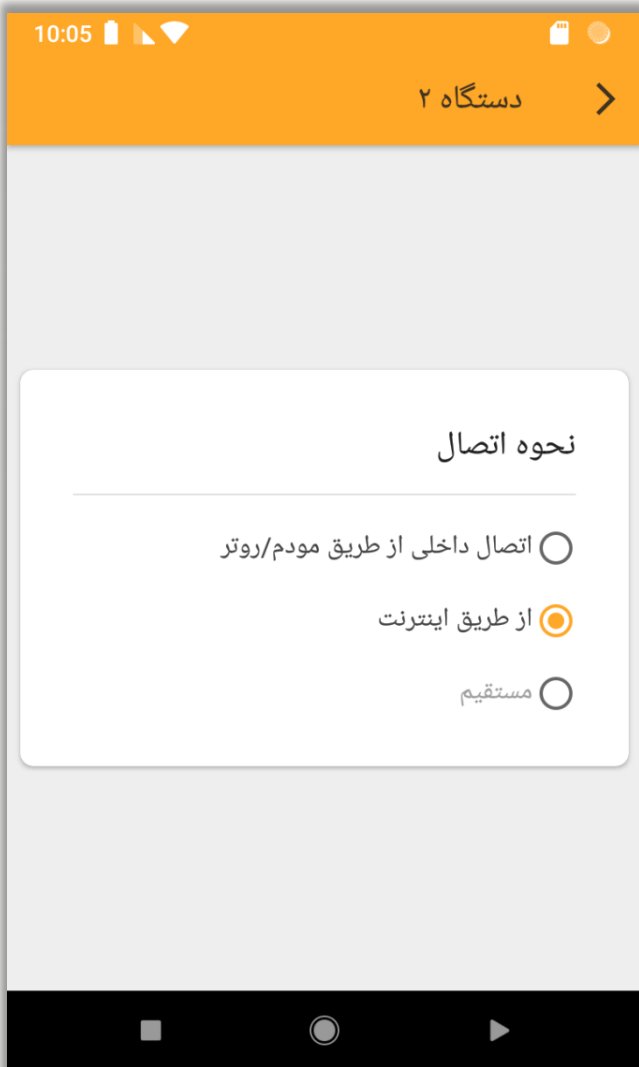 10:05
دستگاه ۲
نحوه اتصال
اتصال داخلی از طریق مودم/روتر
از طریق اینترنت
مستقیم